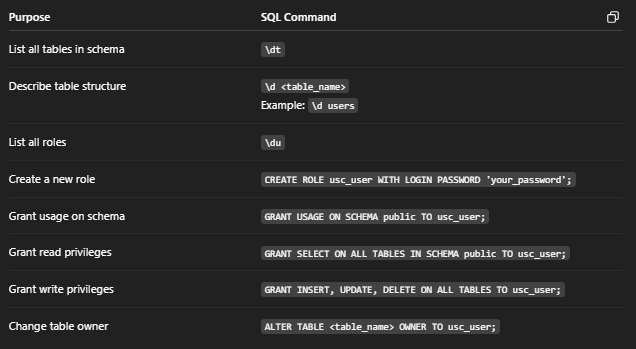 Purpose SQL Command
List all tables in schema \dt
Describe table structure \d <table_name>
Example: \d users
List all roles \du
Create a new role CREATE ROLE usc_user WITH LOGIN PASSWORD 'your_password';
Grant usage on schema GRANT USAGE ON SCHEMA public TO usc_user;
Grant read privileges GRANT SELECT ON ALL TABLES IN SCHEMA public TO usc_user;
Grant write privileges GRANT INSERT, UPDATE, DELETE ON ALL TABLES TO usc_user;
Change table owner ALTER TABLE <table_name> OWNER TO usc_user;